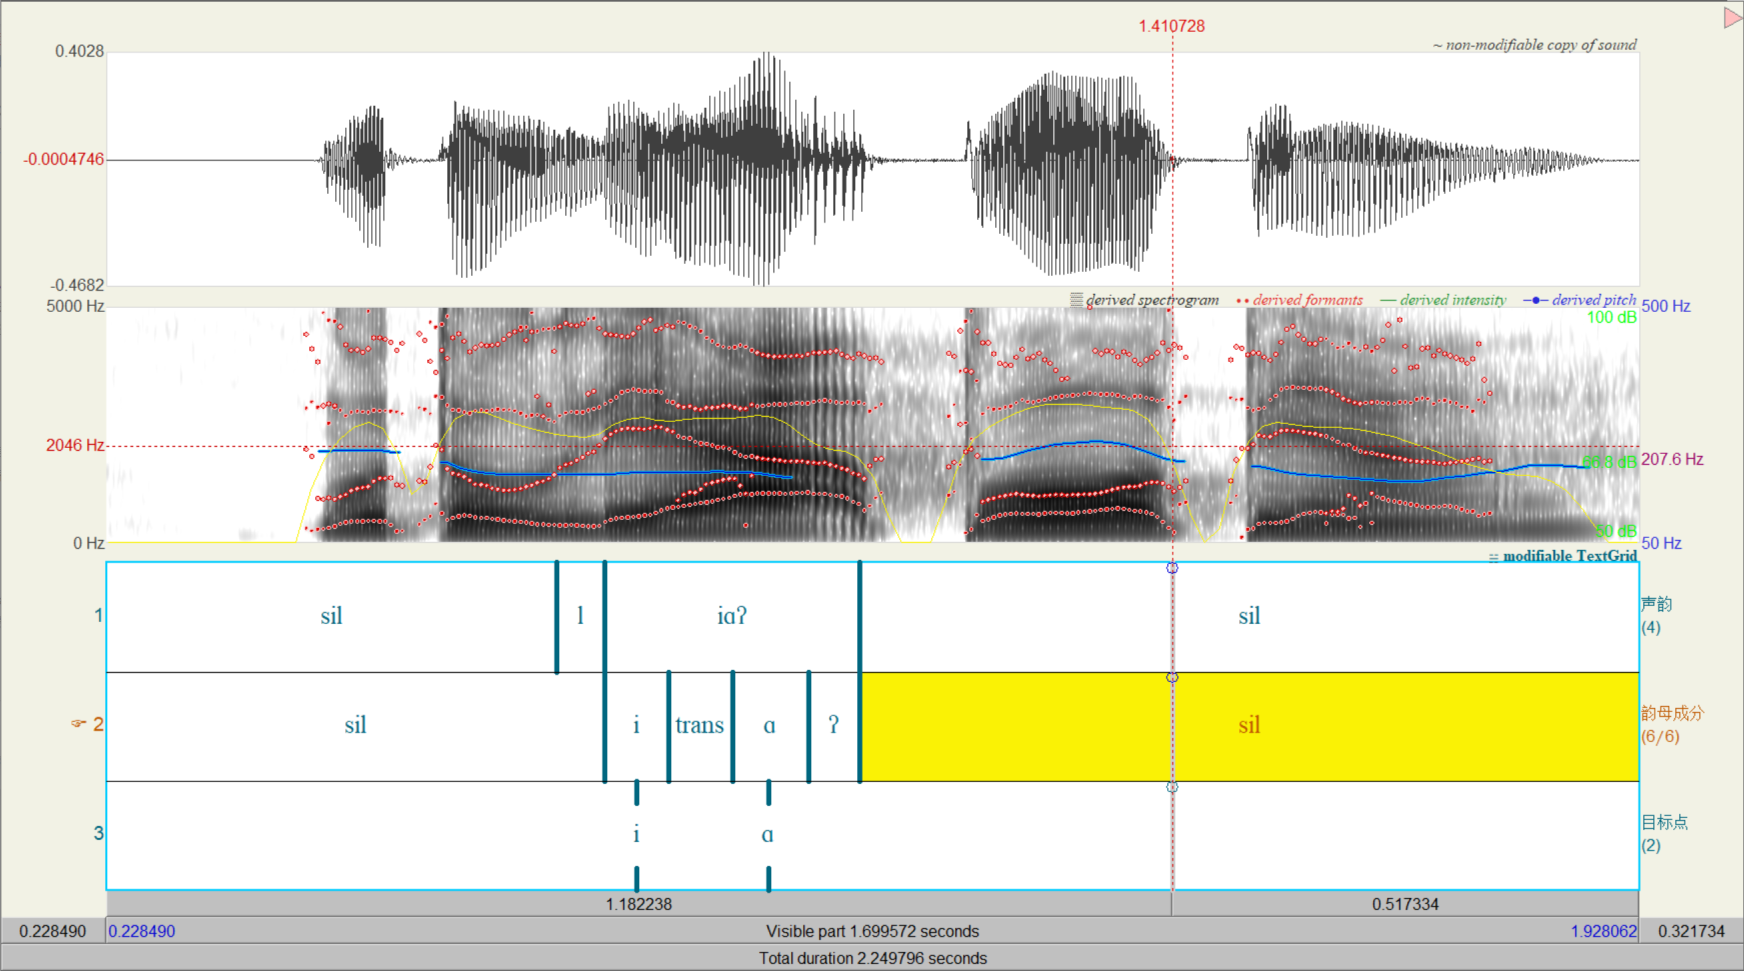 1.410728
0.4028
~ non-modifiable copy of sound
-0.0004746
-0.4682
5000 Hz
derived spectrogram derived formants derived intensity derived pitch
500 Hz
100 dB
2046 Hz
66.8 dB
207.6 Hz
50 dB
0 Hz
50 Hz
modifiable TextGrid
1
sil
l
iɑʔ
sil
声韵
(4)
2
sil
i
trans
ɑ
ʔ
sil
韵母成分
(6/6)
3
i
ɑ
目标点
(2)
1.182238
0.517334
0.228490
0.228490
Visible part 1.699572 seconds
1.928062
0.321734
Total duration 2.249796 seconds